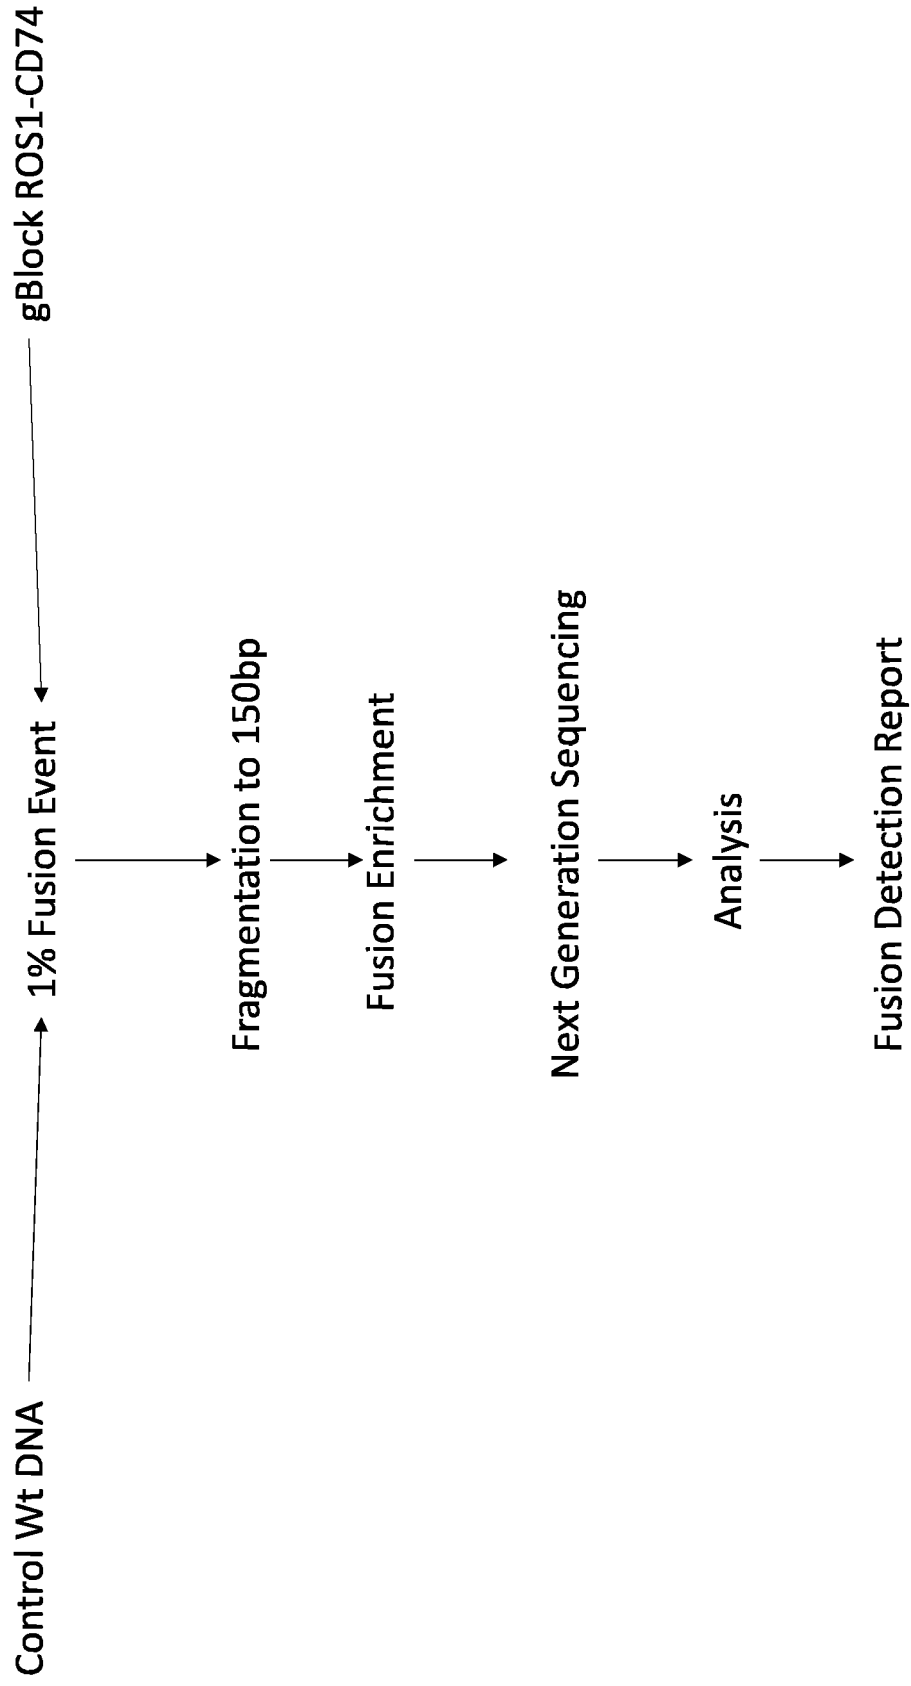 Control Wt DNA
1% Fusion Event
gBlock ROS1-CD74
Fragmentation to 150bp
Fusion Enrichment
Next Generation Sequencing
Analysis
Fusion Detection Report